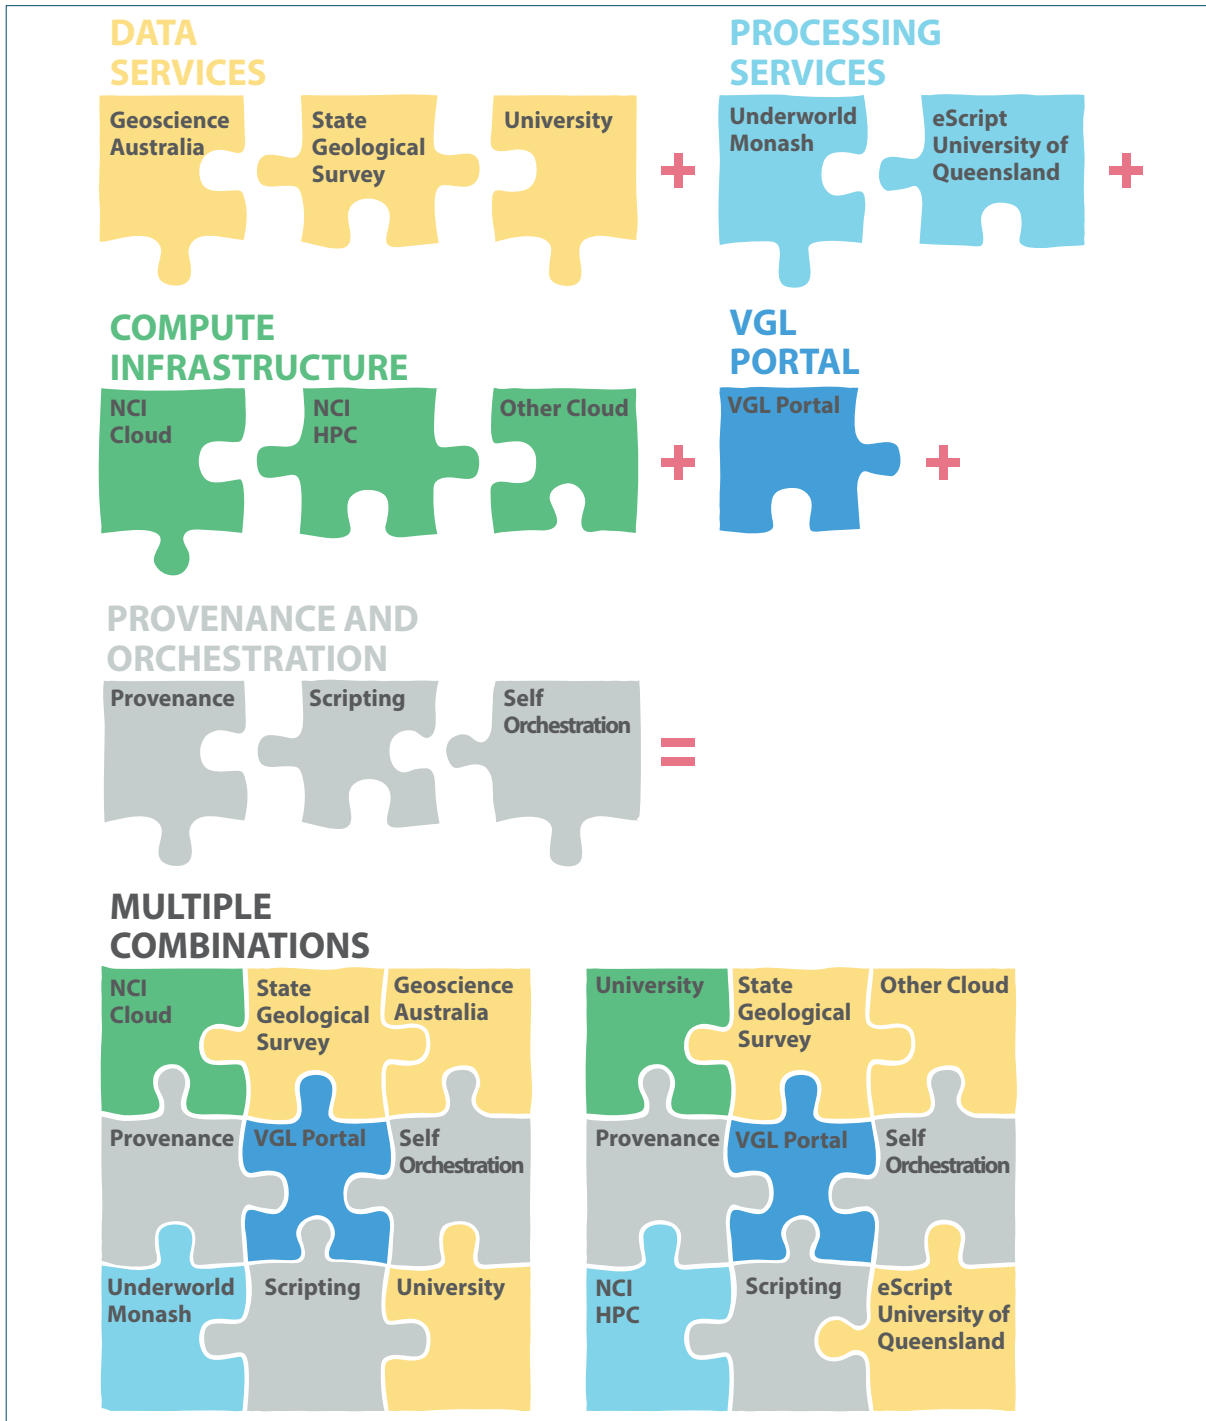 DATA
SERVICES
Geoscience
Australia
State
Geological
Survey
University
+
PROCESSING
SERVICES
Underworld
Monash
eScript
University of
Queensland
+
COMPUTE
INFRASTRUCTURE
NCI
Cloud
NCI
HPC
Other Cloud
+
VGL
PORTAL
VGL Portal
+
PROVENANCE AND
ORCHESTRATION
Provenance
Scripting
Self
Orchestration
=
MULTIPLE
COMBINATIONS
NCI
Cloud
State
Geological
Survey
Geoscience
Australia
Provenance
VGL Portal
Self
Orchestration
Underworld
Monash
Scripting
University
University
State
Geological
Survey
Other Cloud
Provenance
VGL Portal
Self
Orchestration
NCI
HPC
Scripting
eScript
University of
Queensland